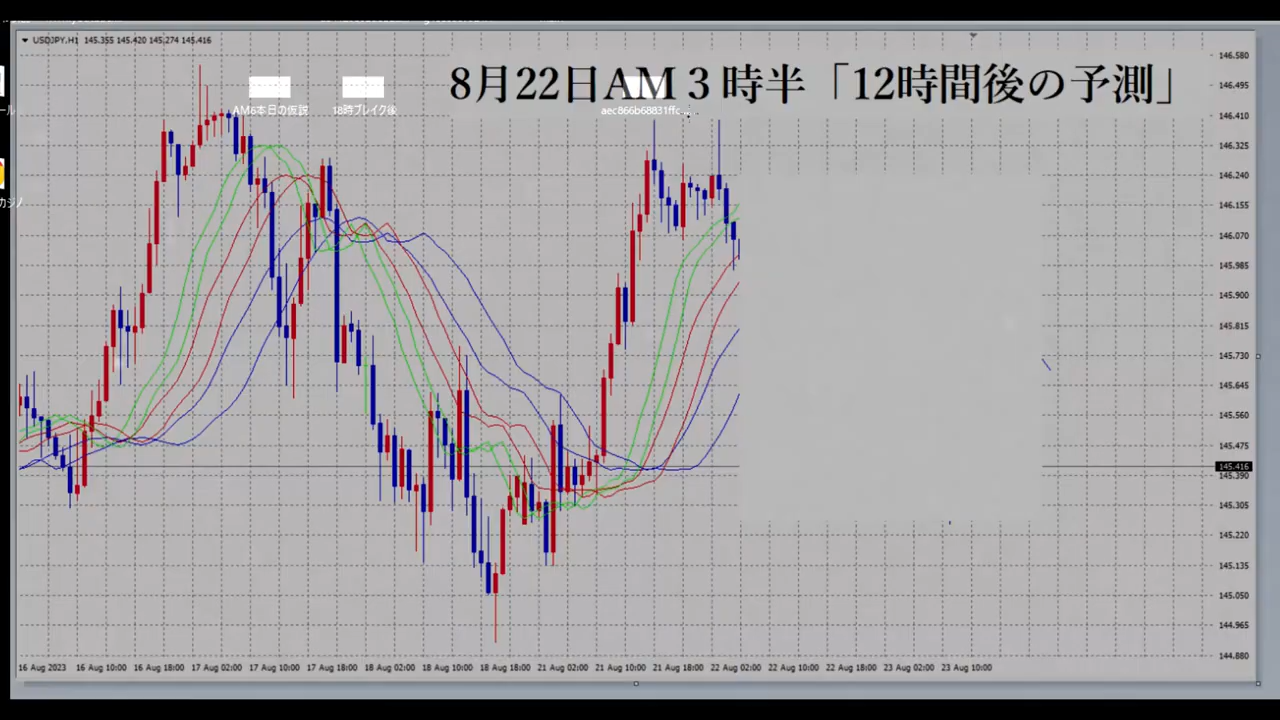 USDJPY.H1 145.355 145.420 145.274 145.416
8月22日AM３時半「12時間後の予測」
AM6本日の仮説
18時ブレイク後
aec866b68831ffc...
146.580
146.495
146.410
146.325
146.240
146.155
146.070
145.985
145.900
145.815
145.730
145.645
145.560
145.475
145.416
145.390
145.305
145.220
145.135
145.050
144.965
144.880
16 Aug 2023
16 Aug 10:00
16 Aug 18:00
17 Aug 02:00
17 Aug 10:00
17 Aug 18:00
18 Aug 02:00
18 Aug 10:00
18 Aug 18:00
21 Aug 02:00
21 Aug 10:00
21 Aug 18:00
22 Aug 02:00
22 Aug 10:00
22 Aug 18:00
23 Aug 02:00
23 Aug 10:00